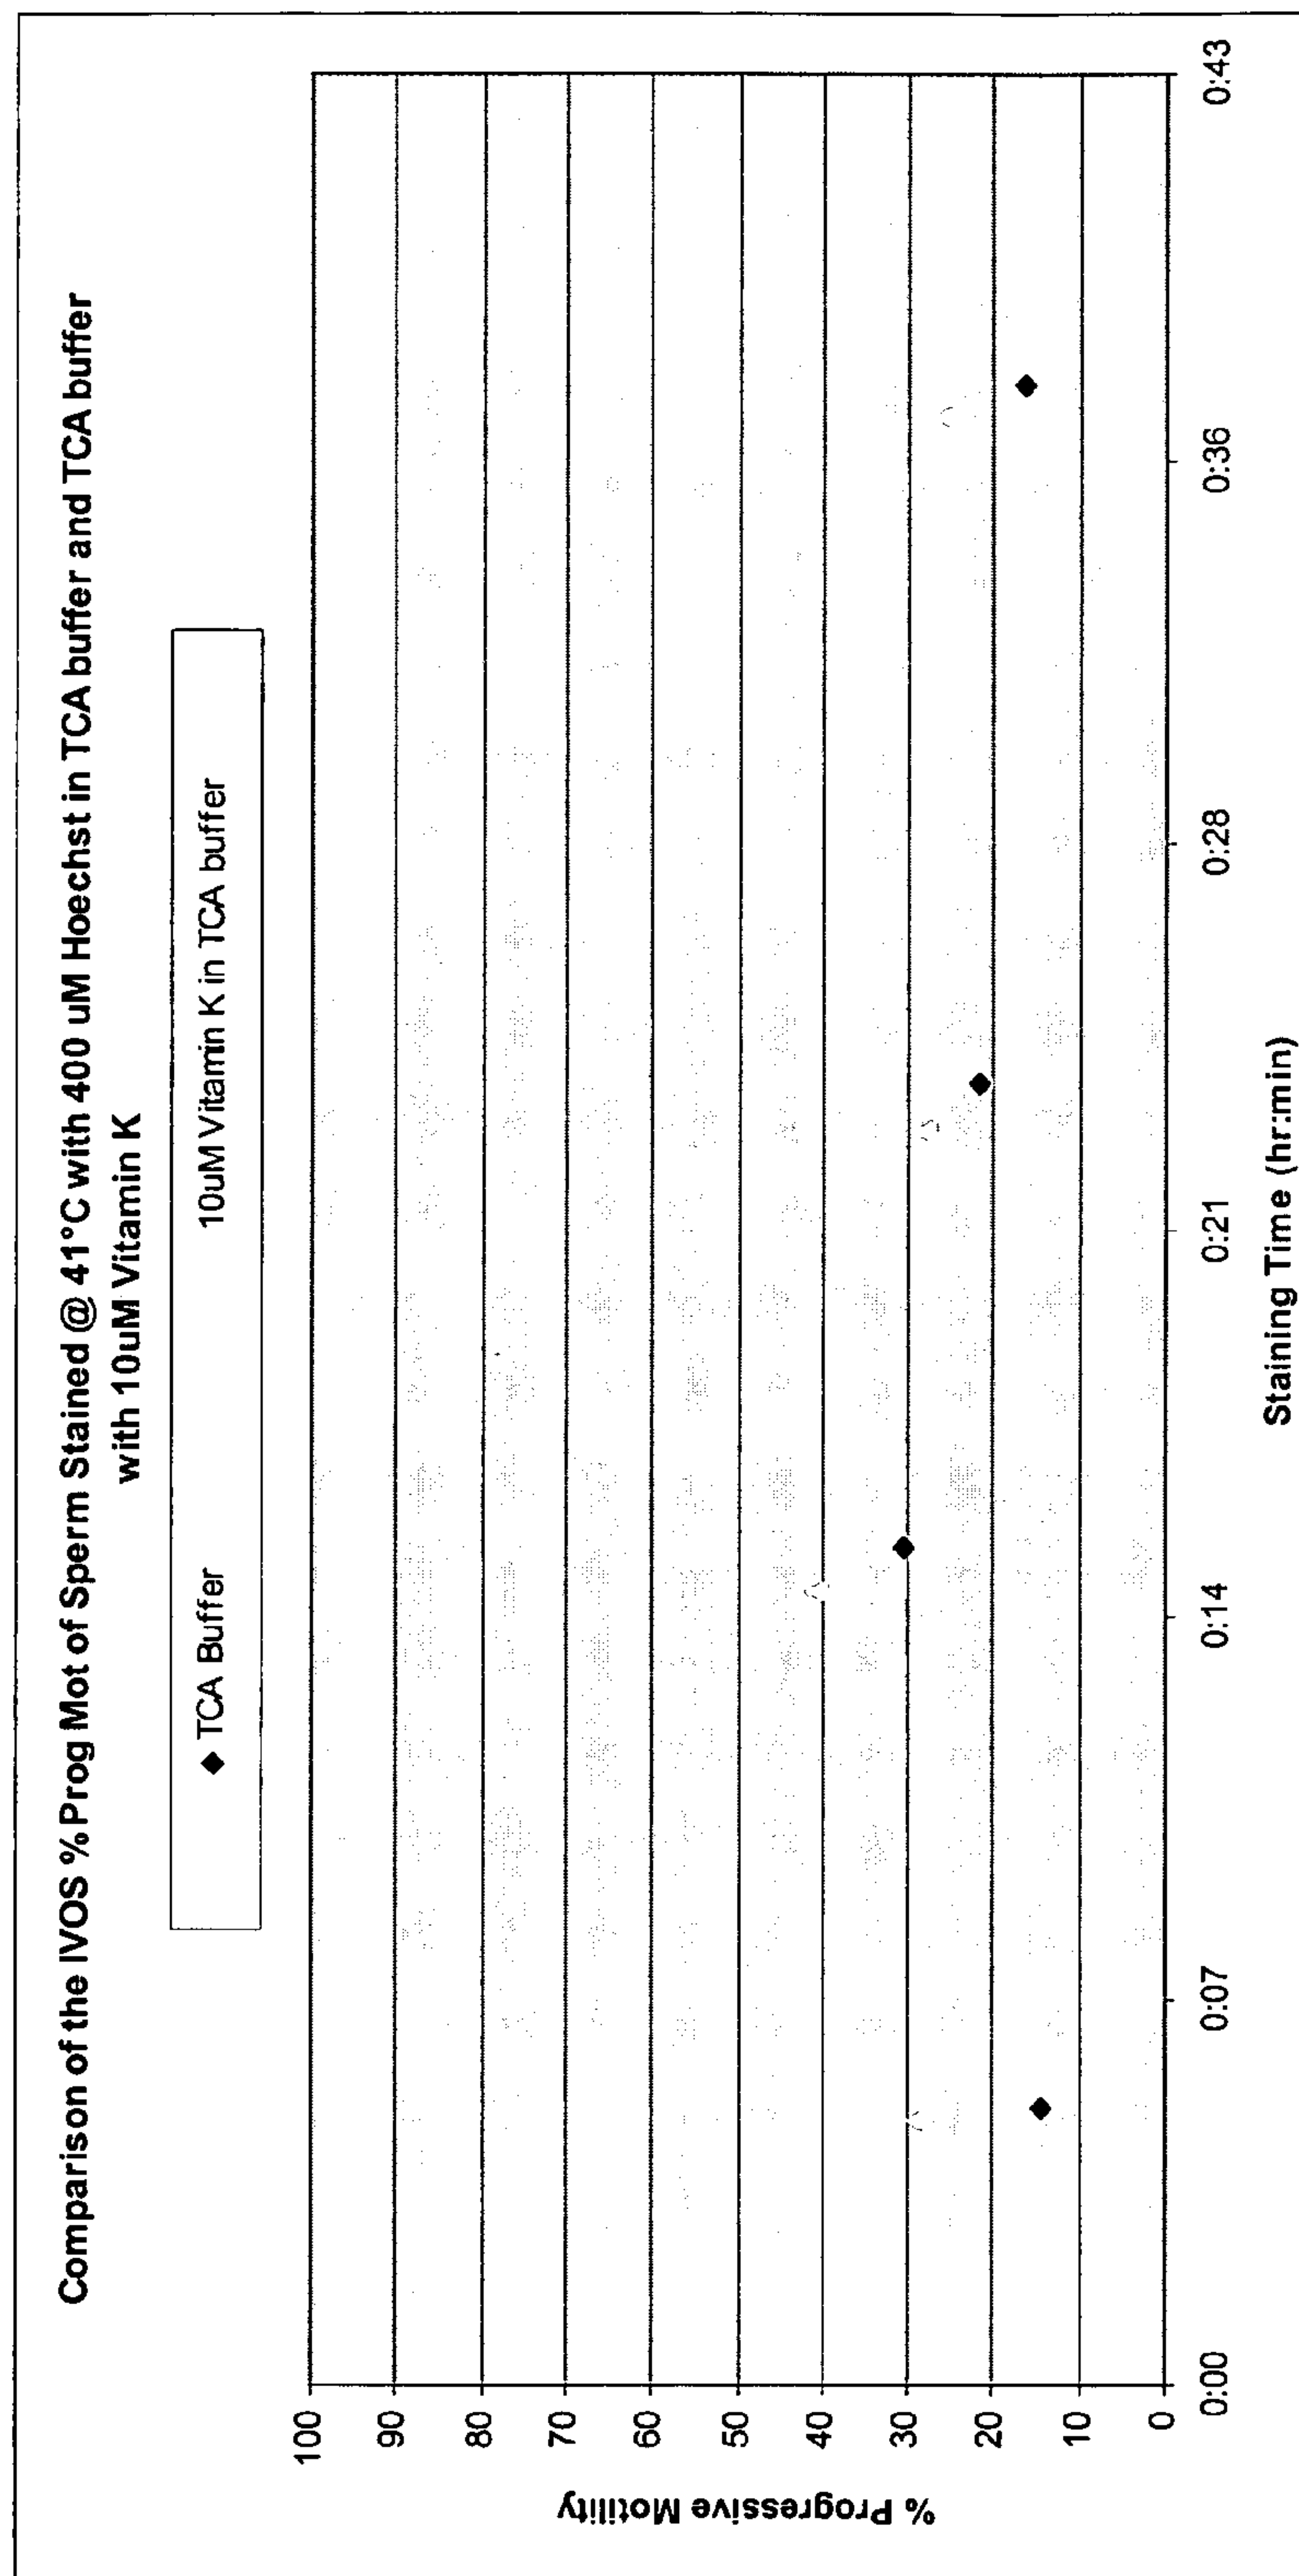 Comparison of the IVOS % Prog Mot of Sperm Stained @ 41°C with 400 uM Hoechst in TCA buffer and TCA buffer
with 10uM Vitamin K
◆ TCA Buffer 10uM Vitamin K in TCA buffer
% Progressive Motility
100
90
80
70
60
50
40
30
20
10
0
0:00 0:07 0:14 0:21 0:28 0:36 0:43
Staining Time (hr:min)